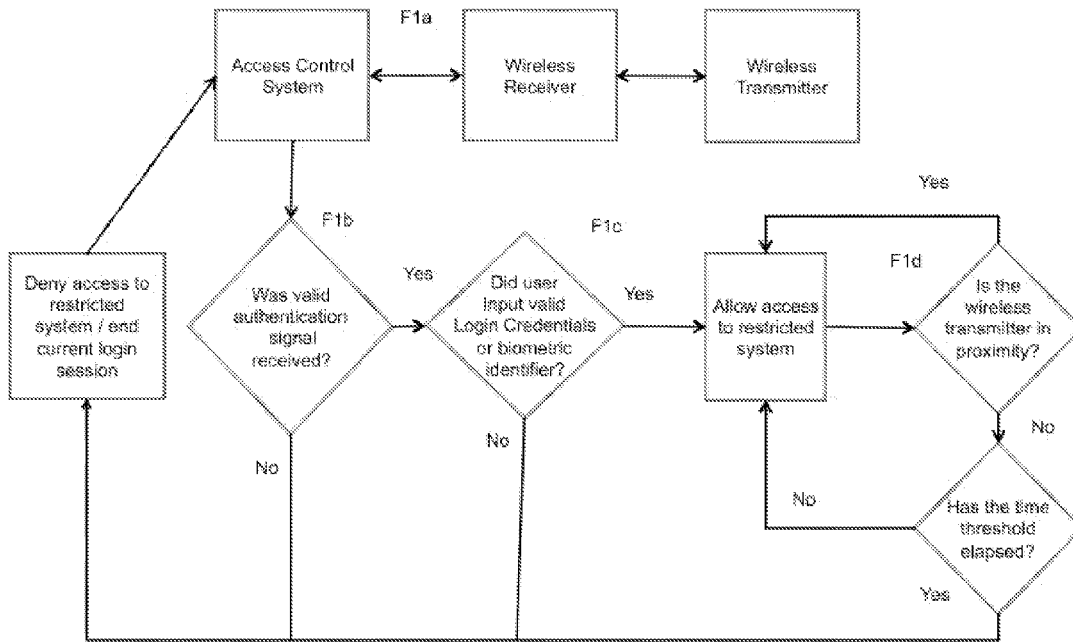 F1a
Access Control
System
Wireless
Receiver
Wireless
Transmitter
Yes
F1b
F1c
F1d
Deny access to
restricted
system / end
current login
session
Was valid
authentication
signal
received?
Yes
Did user
input valid
Login Credentials
or biometric
identifier?
Yes
Allow access
to restricted
system
Is the
wireless
transmitter in
proximity?
No
No
No
No
Has the time
threshold
elapsed?
Yes